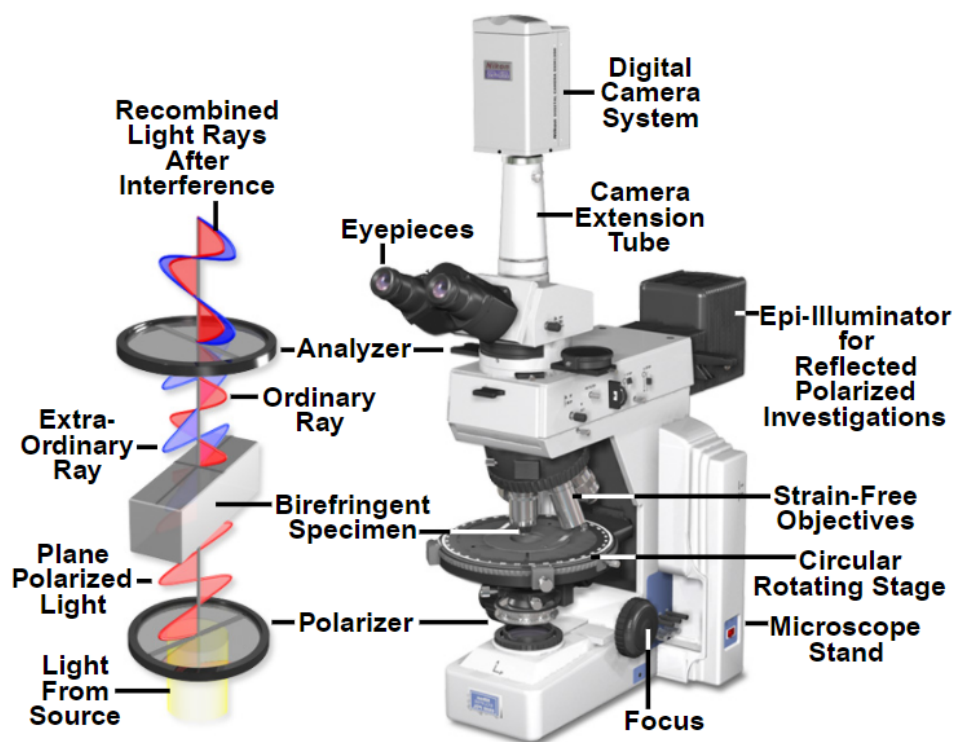 Digital
Camera
System
Recombined
Light Rays
After
Interference
Camera
Extension
Tube
Eyepieces
Epi-Illuminator
for
Reflected
Polarized
Investigations
Analyzer
Ordinary
Ray
Extra-
Ordinary
Ray
Birefringent
Specimen
Strain-Free
Objectives
Plane
Polarized
Light
Circular
Rotating Stage
Polarizer
Microscope
Stand
Light
From
Source
Focus